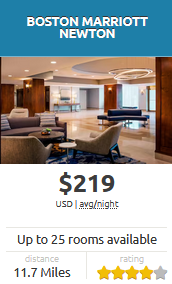 BOSTON MARRIOTT
NEWTON
$219
USD | avg/night
Up to 25 rooms available
distance
rating
11.7 Miles